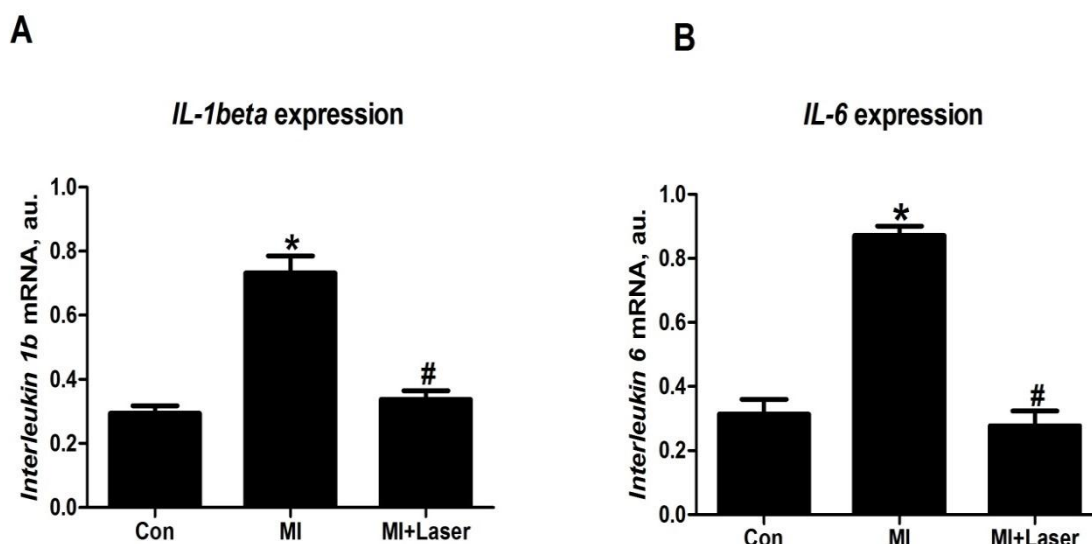 A
IL-1beta expression
Interleukin 1b mRNA, au.
1.0
0.8
0.6
0.4
0.2
0.0
*
#
Con MI MI+Laser
B
IL-6 expression
Interleukin 6 mRNA, au.
1.0
0.8
0.6
0.4
0.2
0.0
*
#
Con MI MI+Laser